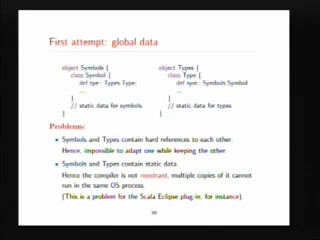 First attempt: global data
object Symbols {
class Symbol {
def tpe : Types.Type;
...
}
// static data for symbols
}
object Types {
class Type {
def sym : Symbols.Symbol
...
}
// static data for types
}
Problems:
• Symbols and Types contain hard references to each other.
Hence, impossible to adapt one while keeping the other.
• Symbols and Types contain static data.
Hence the compiler is not reentrant, multiple copies of it cannot
run in the same OS process.
(This is a problem for the Scala Eclipse plug-in, for instance).